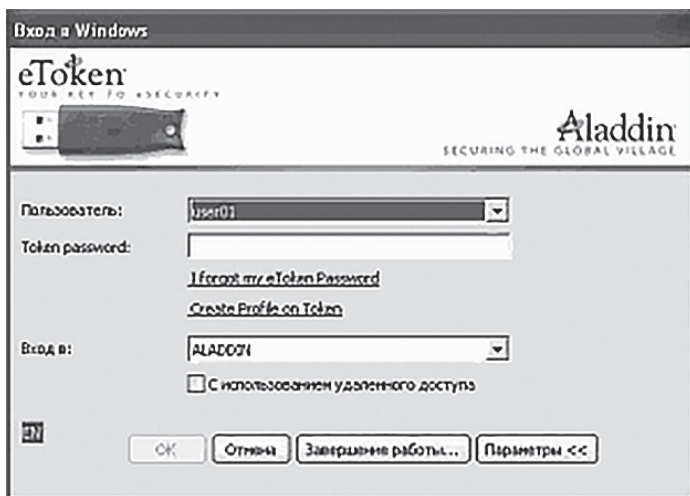 Вход в Windows
eToken
YOUR KEY TO eSECURITY
Aladdin
SECURING THE GLOBAL VILLAGE
Пользователь:
user01
Token password:
I forgot my eToken Password
Create Profile on Token
Вход в:
ALADDIN
С использованием удаленного доступа
EN
OK
Отмена
Завершение работы...
Параметры <<